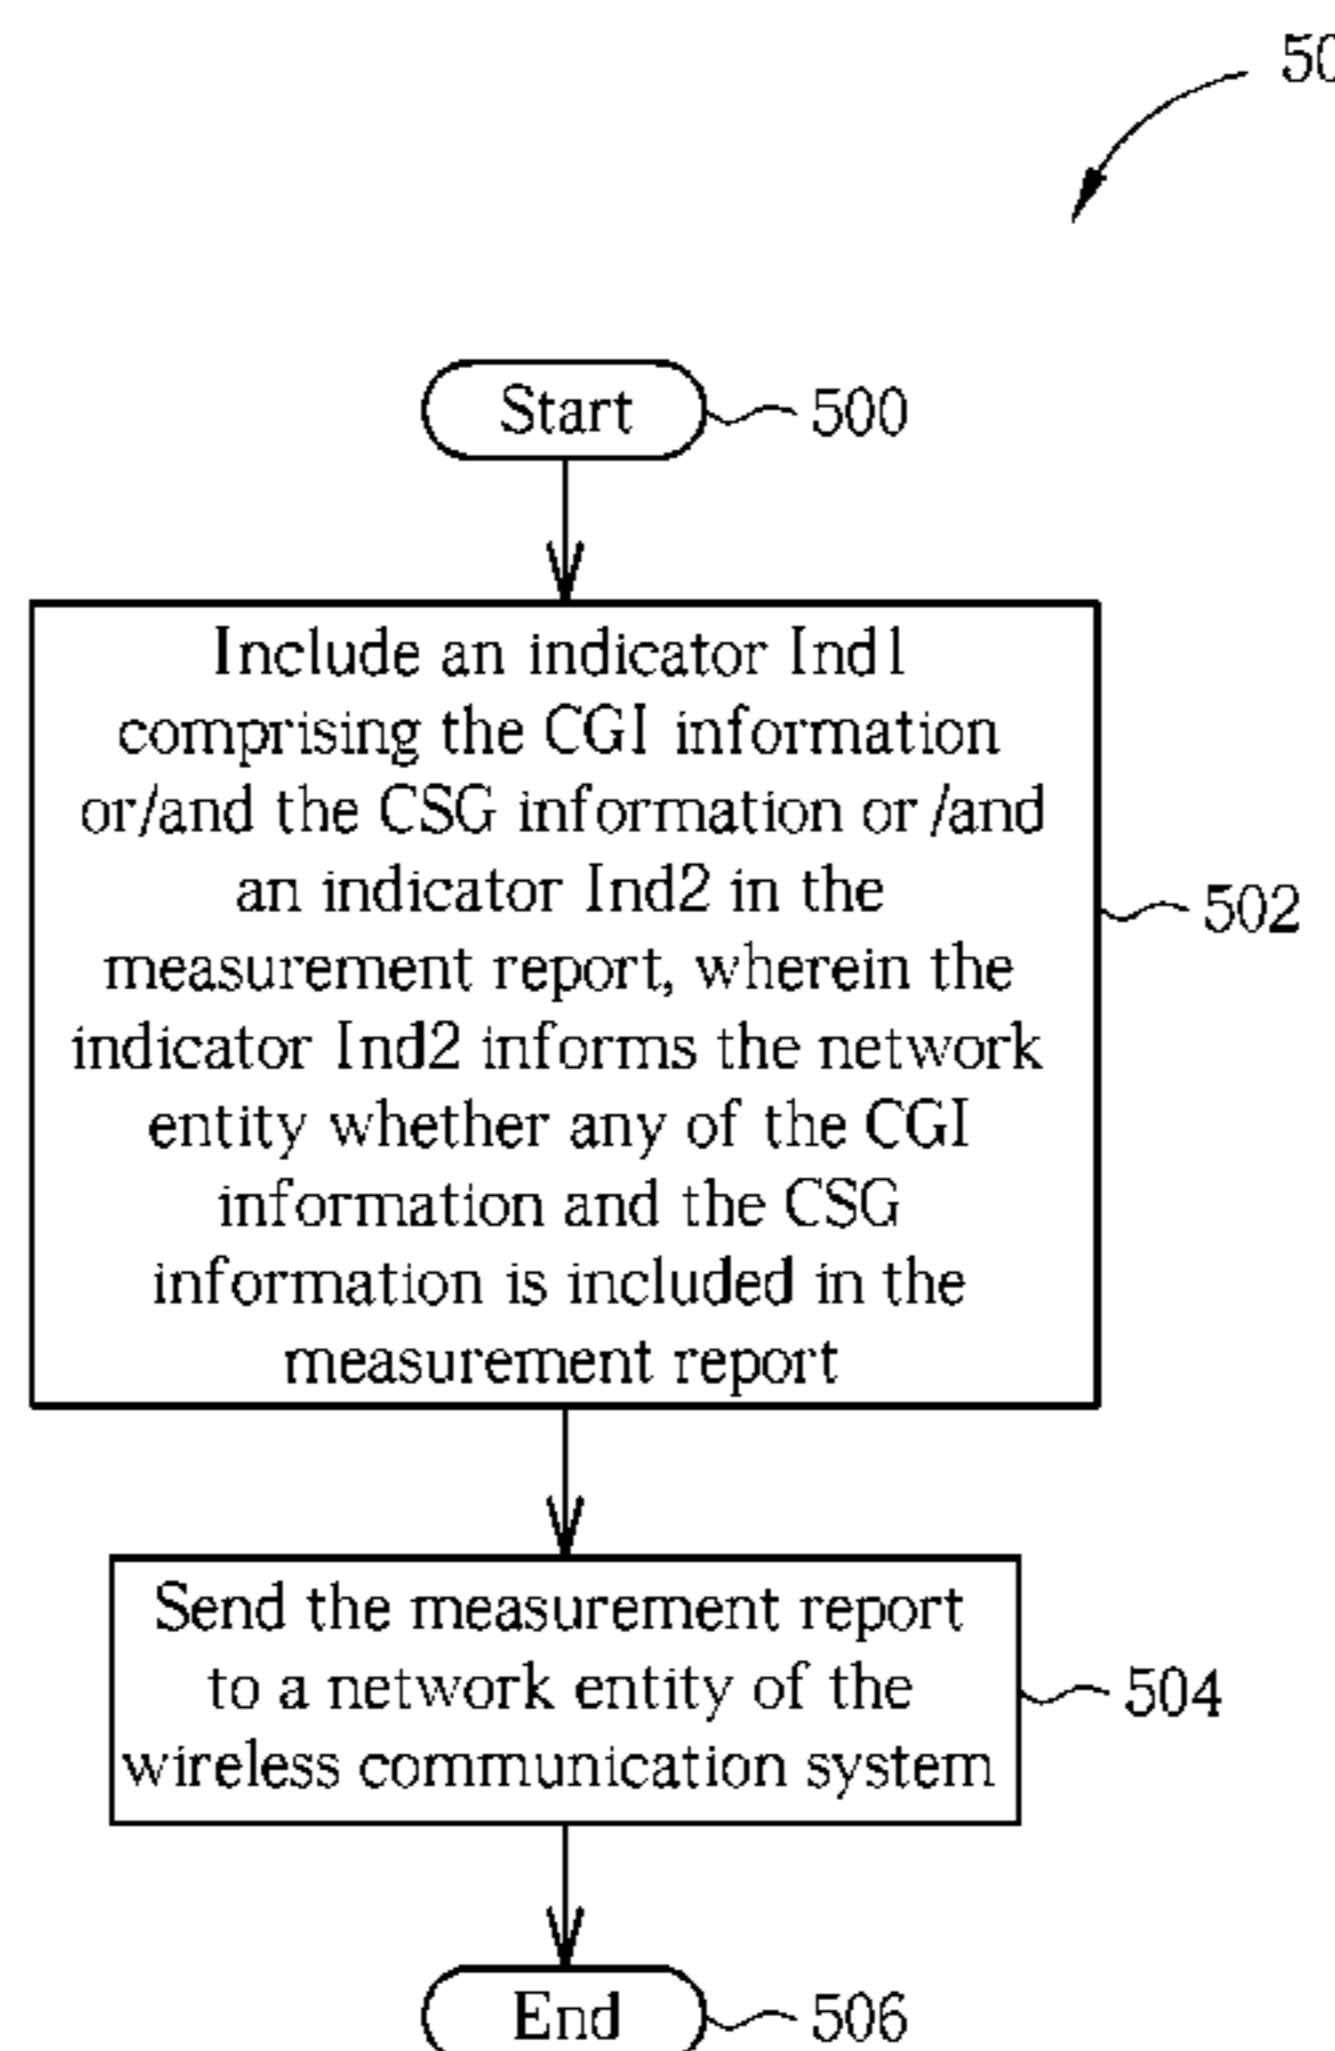 Start
500
Include an indicator Ind1
comprising the CGI information
or/and the CSG information or/and
an indicator Ind2 in the
measurement report, wherein the
indicator Ind2 informs the network
entity whether any of the CGI
information and the CSG
information is included in the
measurement report
502
Send the measurement report
to a network entity of the
wireless communication system
504
End
506